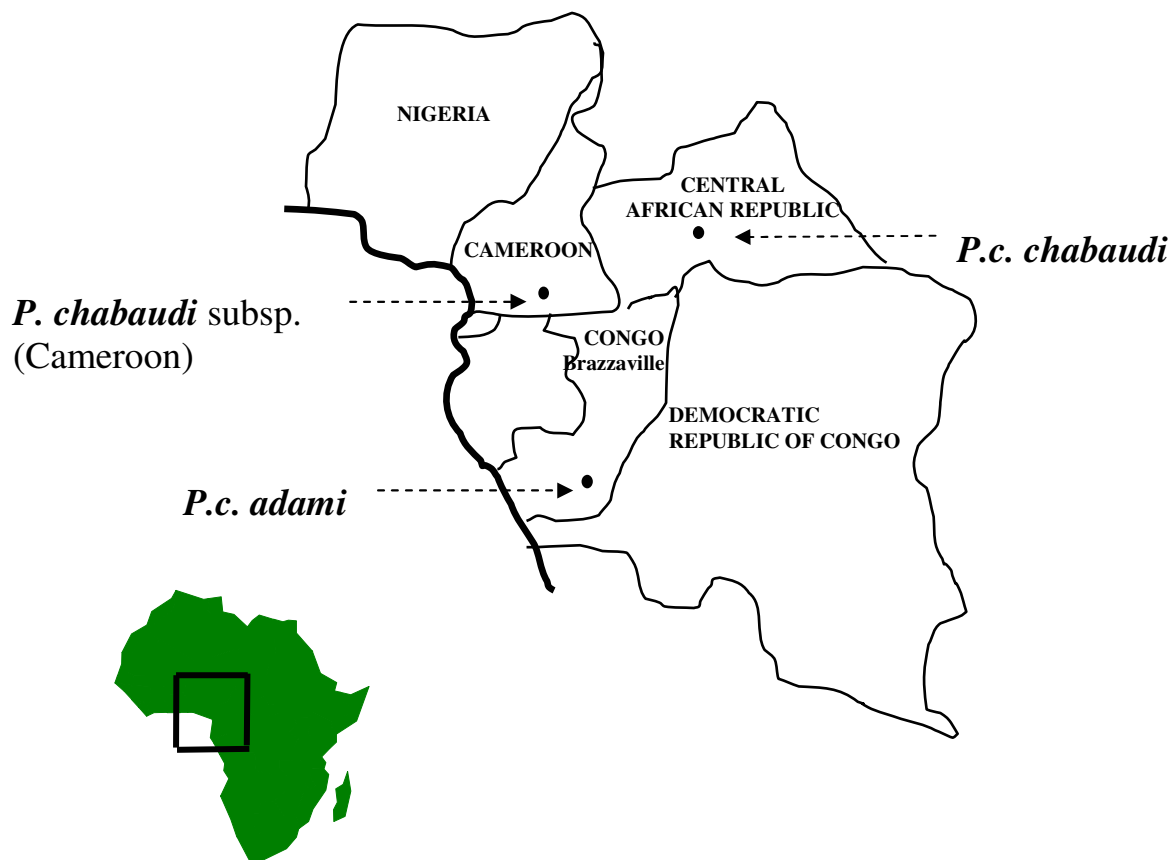 NIGERIA
CENTRAL
AFRICAN REPUBLIC
CAMEROON
P.c. chabaudi
P. chabaudi subsp.
(Cameroon)
CONGO
Brazzaville
DEMOCRATIC
REPUBLIC OF CONGO
P.c. adami